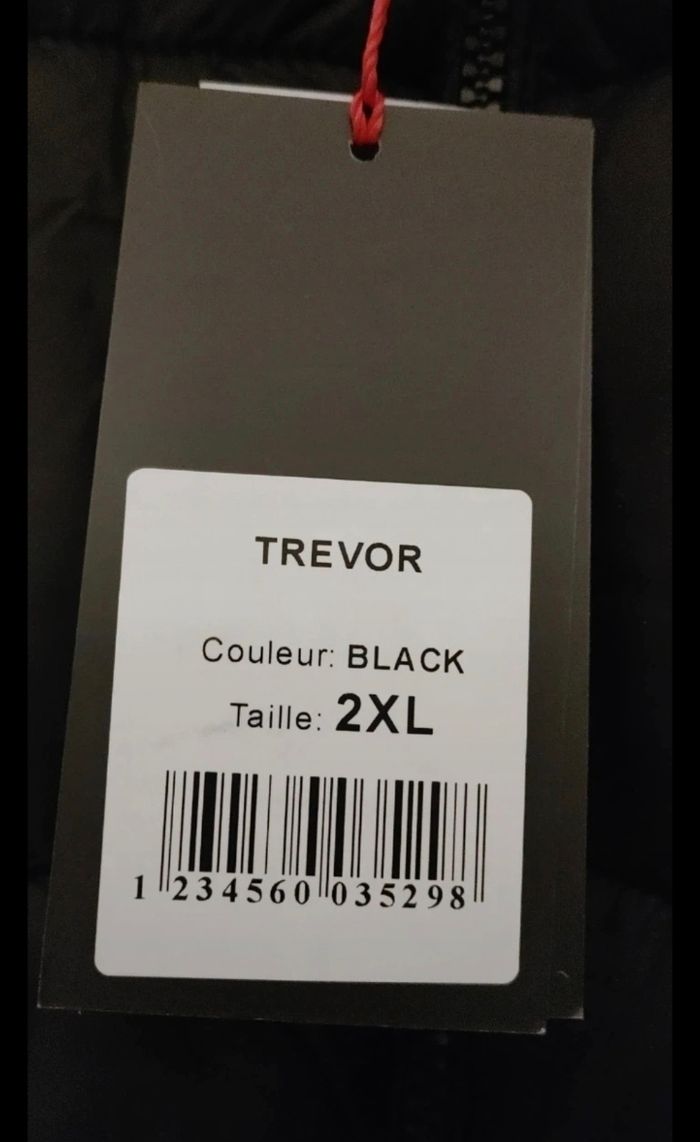 TREVOR
Couleur: BLACK
Taille: 2XL
1 234560 035298